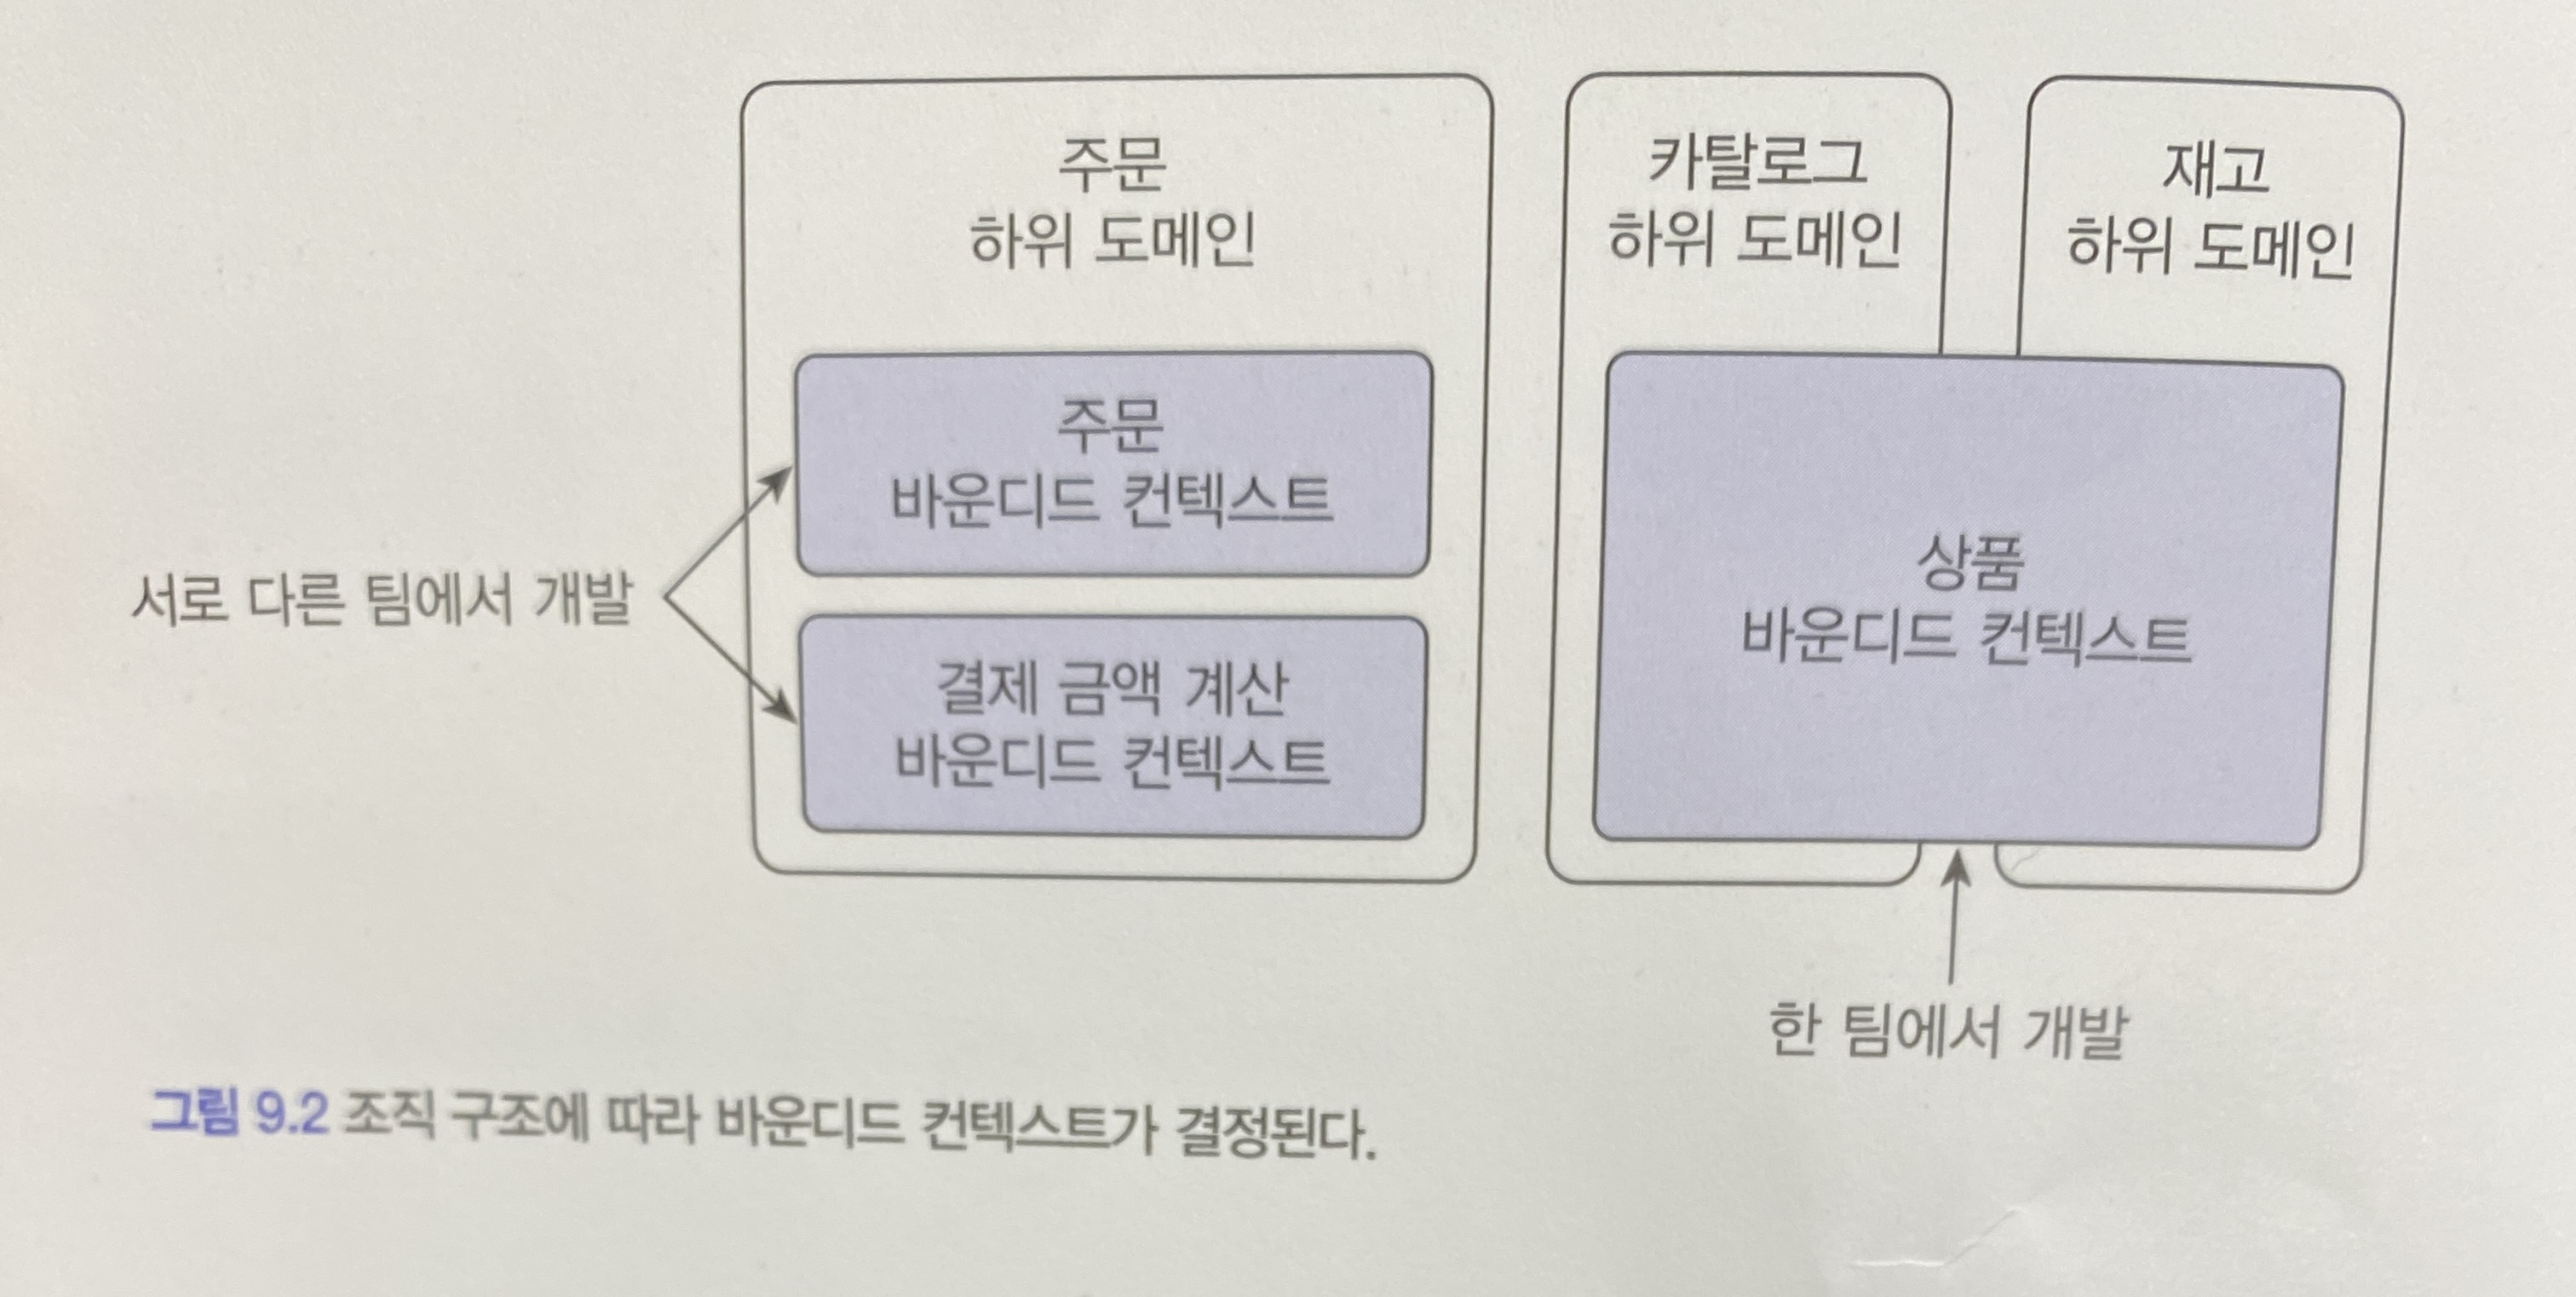 주문
하위 도메인
카탈로그
하위 도메인
재고
하위 도메인
주문
바운디드 컨텍스트
서로 다른 팀에서 개발
결제 금액 계산
바운디드 컨텍스트
상품
바운디드 컨텍스트
한 팀에서 개발
그림 9.2 조직 구조에 따라 바운디드 컨텍스트가 결정된다.